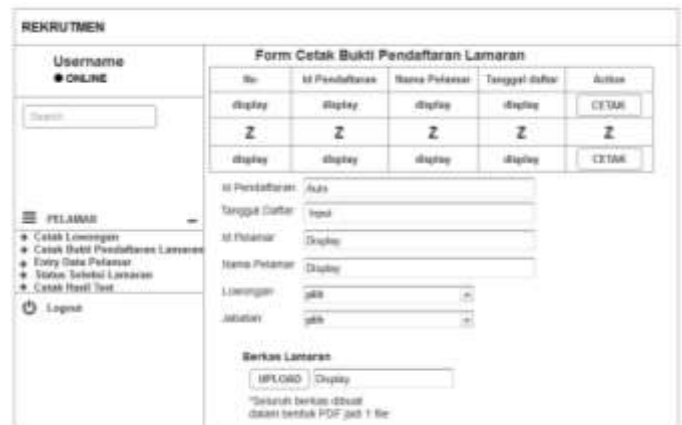 REKRUTMEN
Username
ONLINE
Search
PELAMAR
Cetak Lowongan
Cetak Bukti Pendaftaran Lamaran
Entry Data Pelamar
Status Seleksi Lamaran
Cetak Hasil Test
Logout
Form Cetak Bukti Pendaftaran Lamaran
No Id Pendaftaran Nama Pelamar Tanggal daftar Action
display display display display CETAK
Z Z Z Z Z
display display display display CETAK
Id Pendaftaran Auto
Tanggal Daftar Input
Id Pelamar Display
Nama Pelamar Display
Lowongan pilih
Jabatan pilih
Berkas Lamaran
UPLOAD Display
*Seluruh berkas dibuat
dalam bentuk PDF jadi 1 file